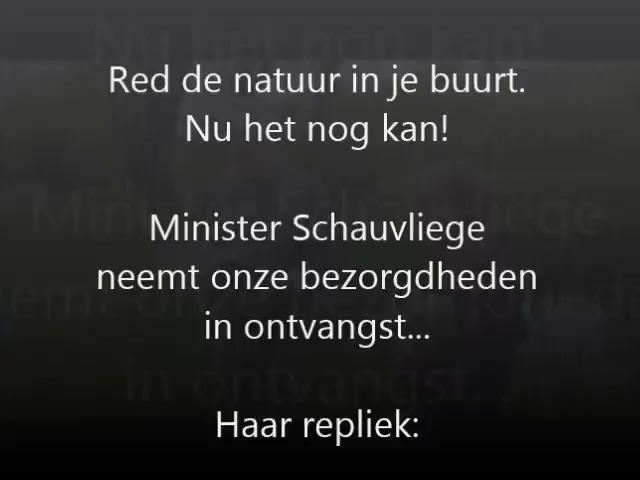 Red de natuur in je buurt.
Nu het nog kan!
Minister Schauvliege
neemt onze bezorgdheden
in ontvangst...
Haar repliek: